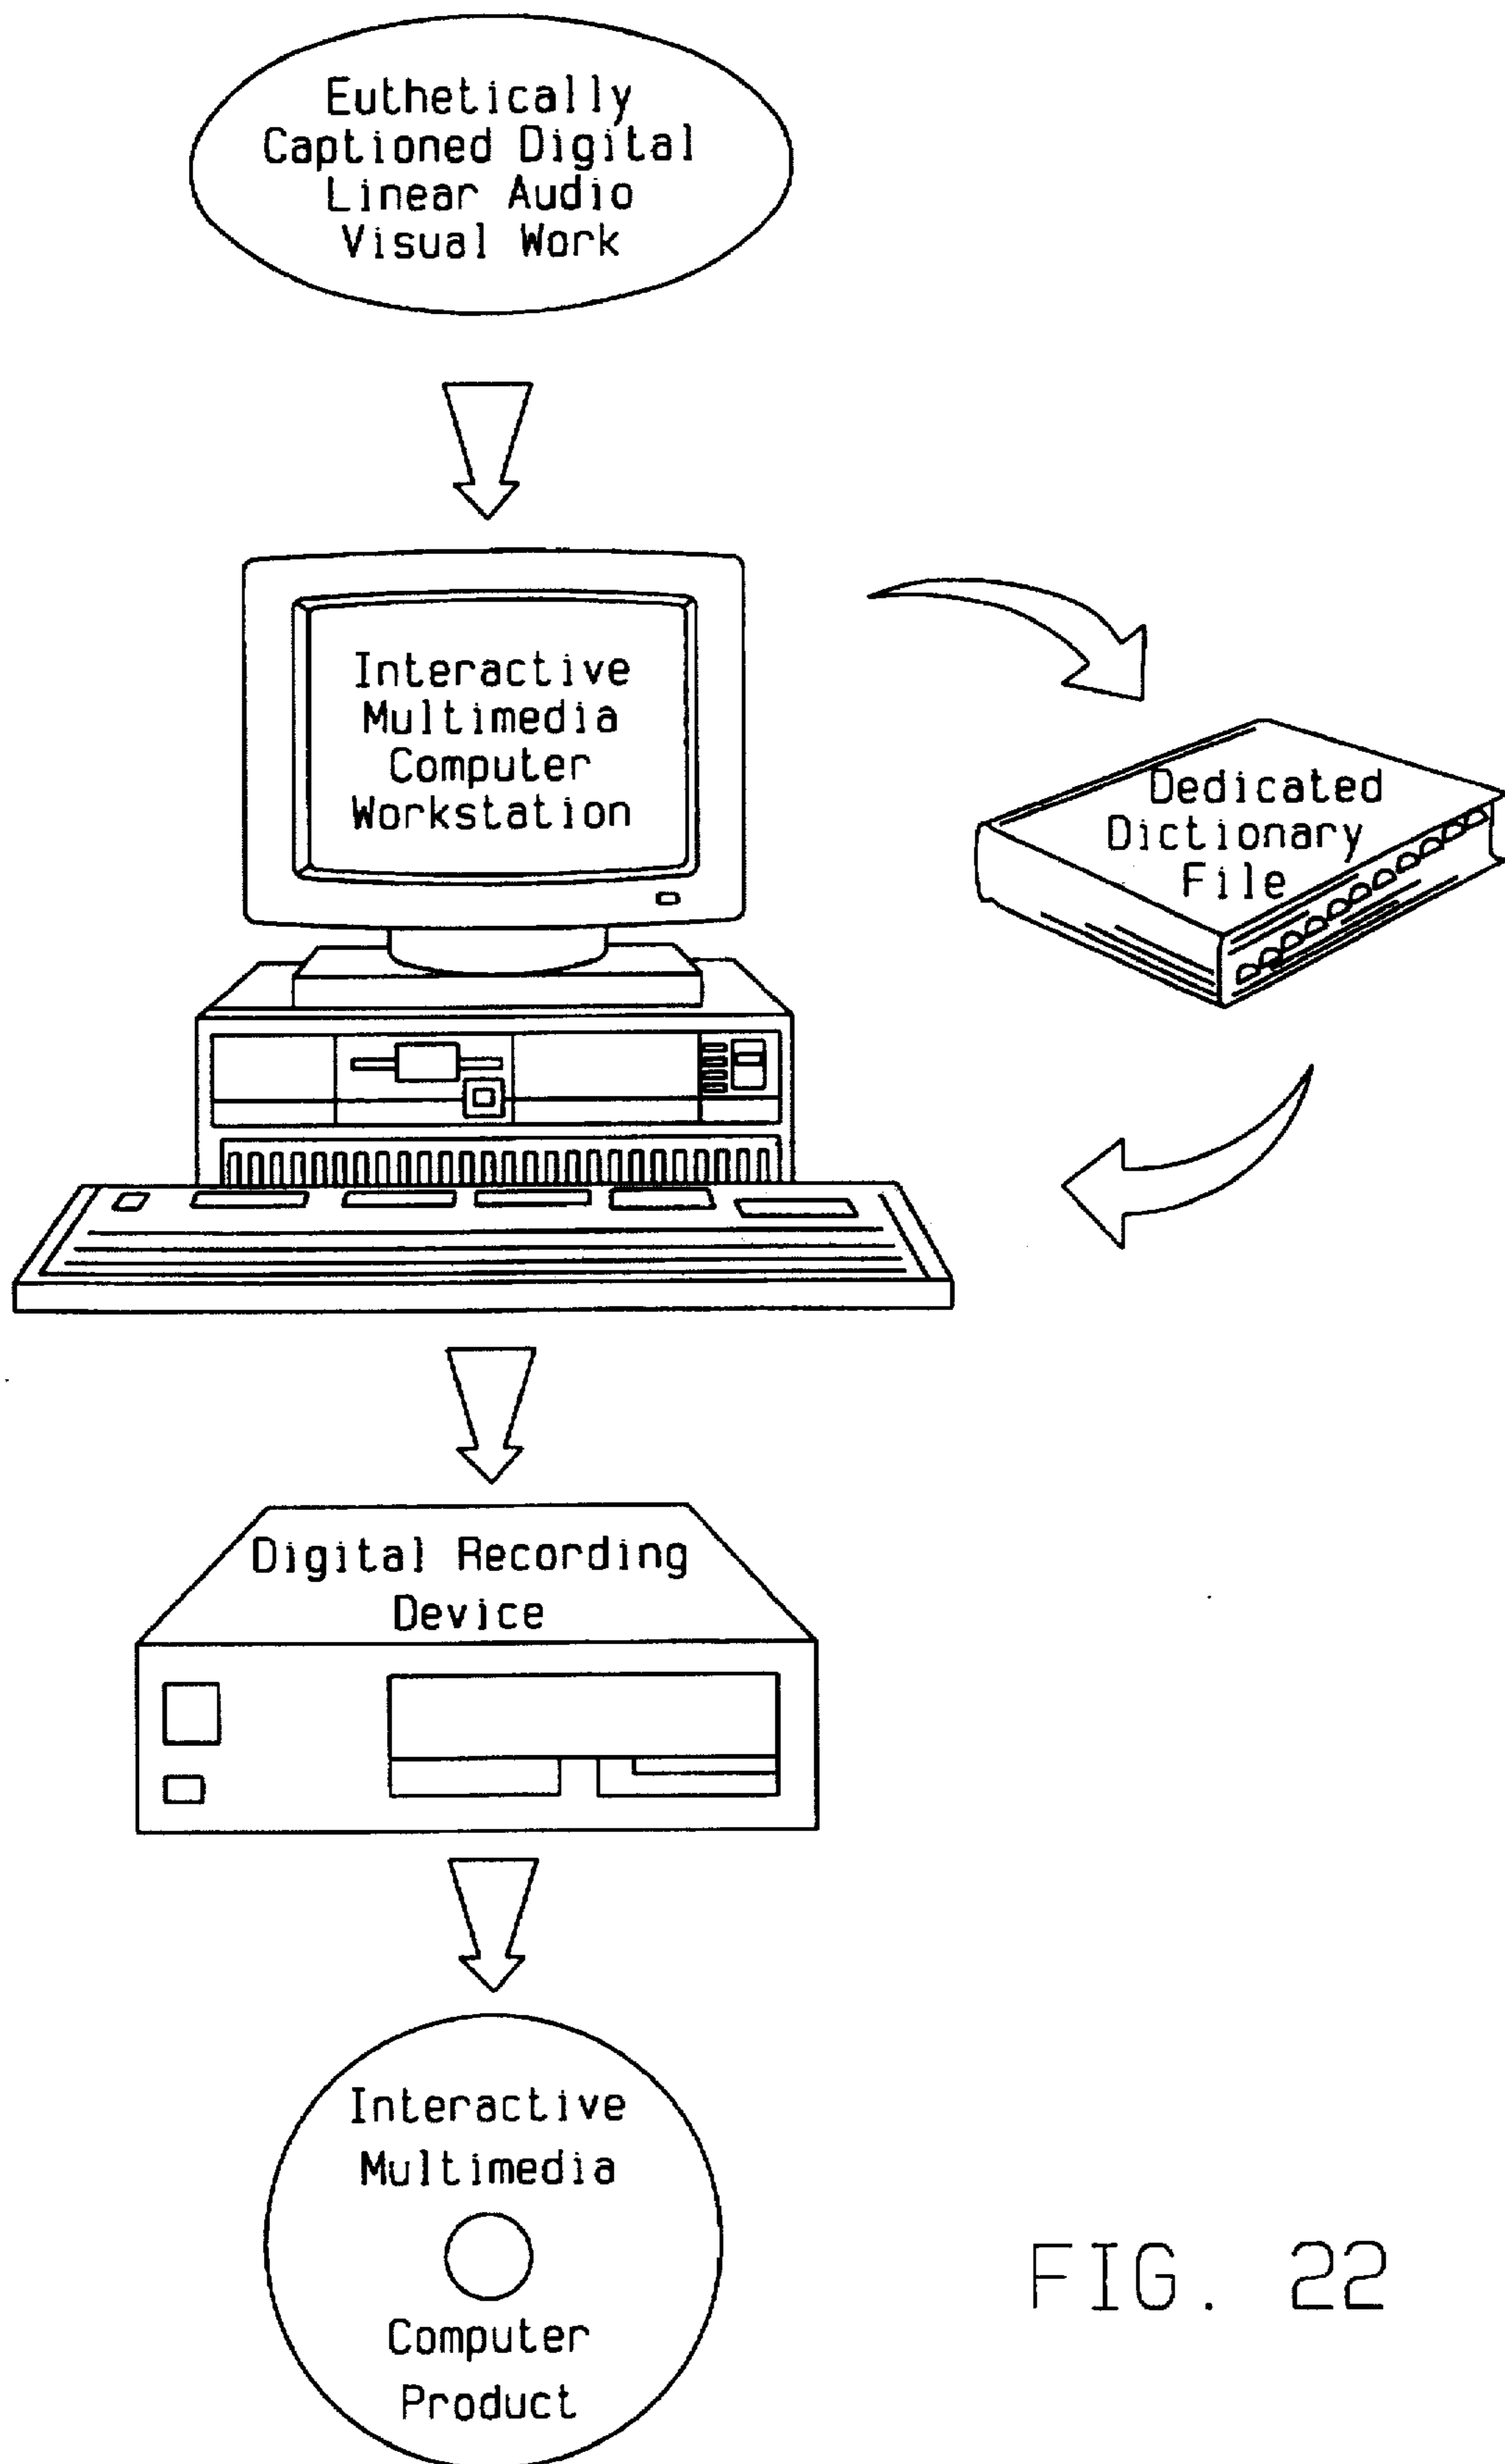 Euthetically
Captioned Digital
Linear Audio
Visual Work
Interactive
Multimedia
Computer
Workstation
Dedicated
Dictionary
File
Digital Recording
Device
Interactive
Multimedia
Computer
Product
FIG. 22